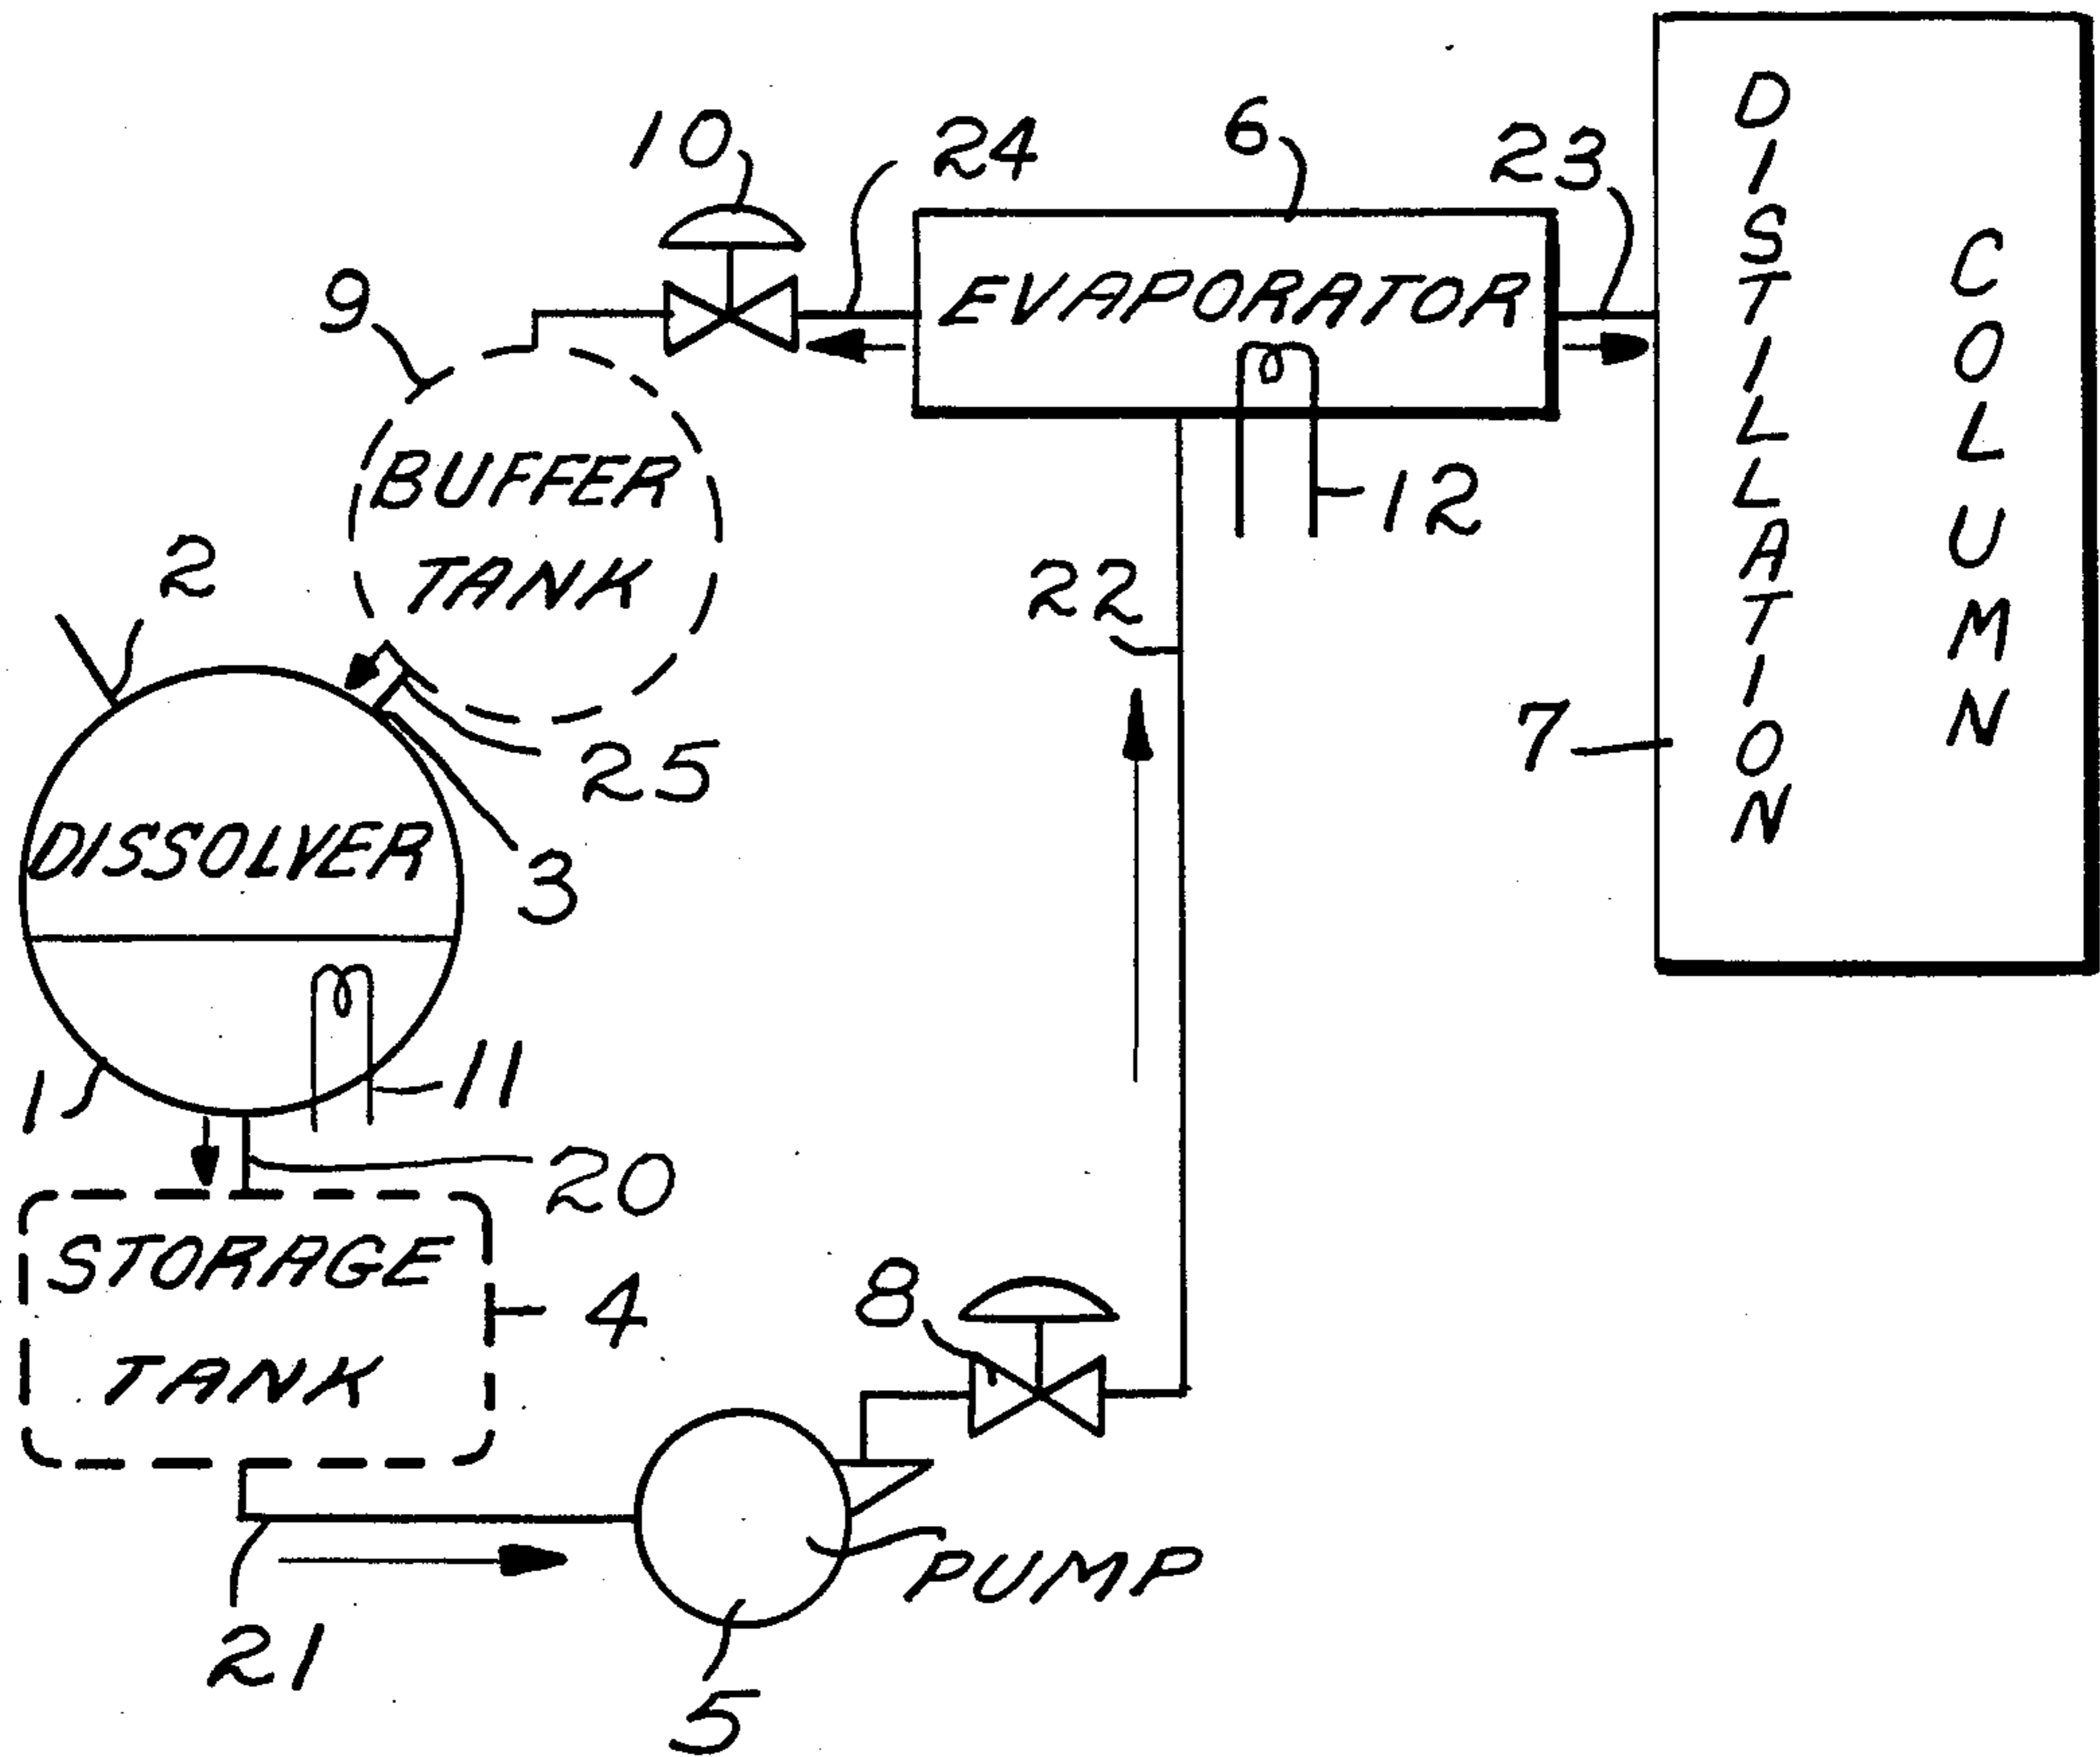 10
24
6
23
DISTILLATION
COLUMN
9
EVAPORATOR
BUFFER
TANK
12
2
22
7
25
DISSOLVER
3
1
11
20
STORAGE
TANK
4
8
PUMP
21
5